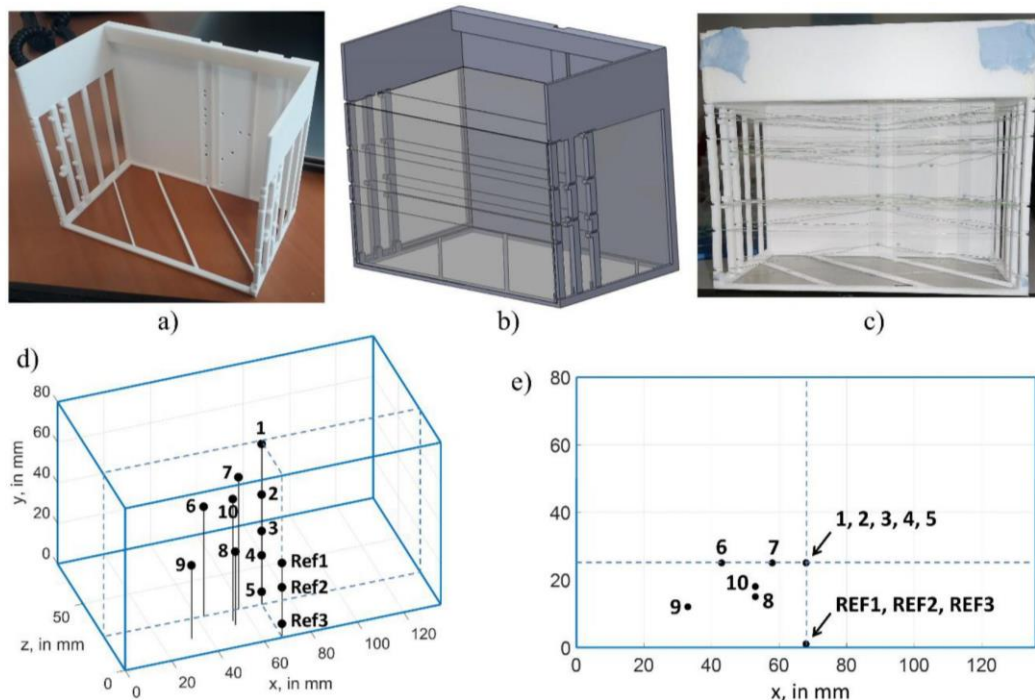 a)
b)
c)
d)
80
60
40
20
0
y, in mm
50
0
z, in mm
0
20
40
60
80
100
120
x, in mm
1
7
2
6
10
3
8
4
Ref1
9
5
Ref2
Ref3
e)
80
60
40
20
0
0
20
40
60
80
100
120
x, in mm
1, 2, 3, 4, 5
6
7
10
9
8
REF1, REF2, REF3